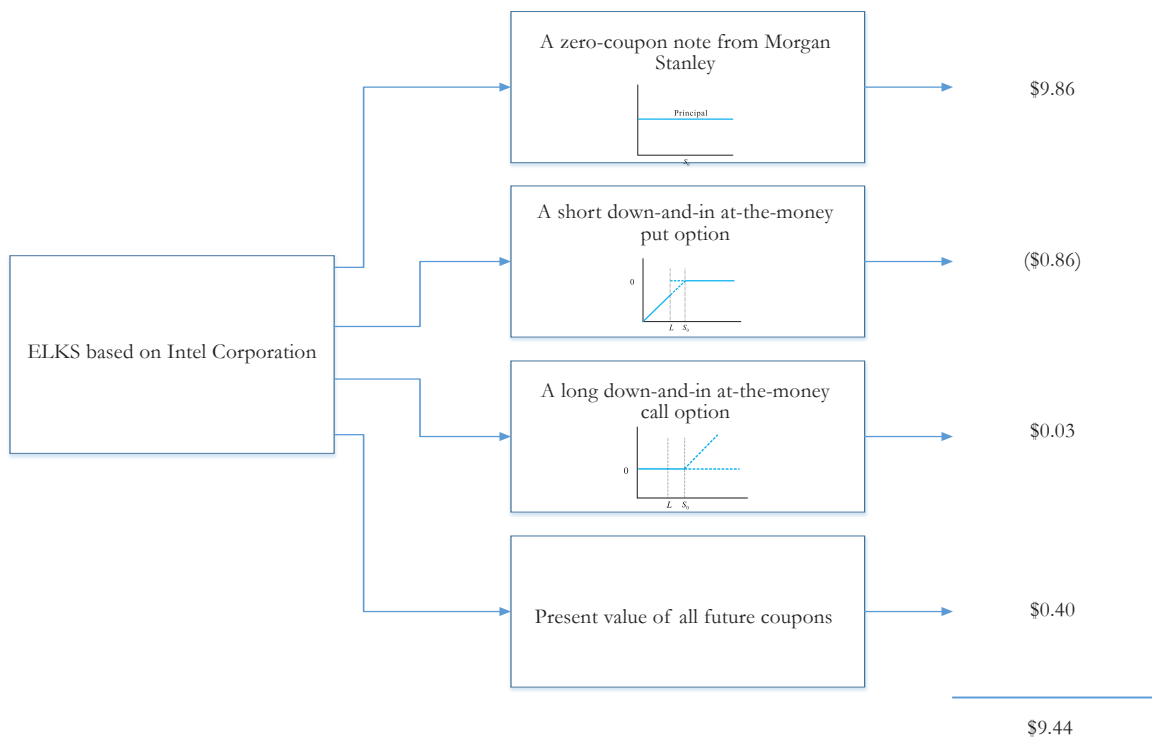 A zero-coupon note from Morgan
Stanley
Principal
S₀
$9.86
A short down-and-in at-the-money
put option
0
L S₀
($0.86)
ELKS based on Intel Corporation
A long down-and-in at-the-money
call option
0
L S₀
$0.03
Present value of all future coupons
$0.40
$9.44